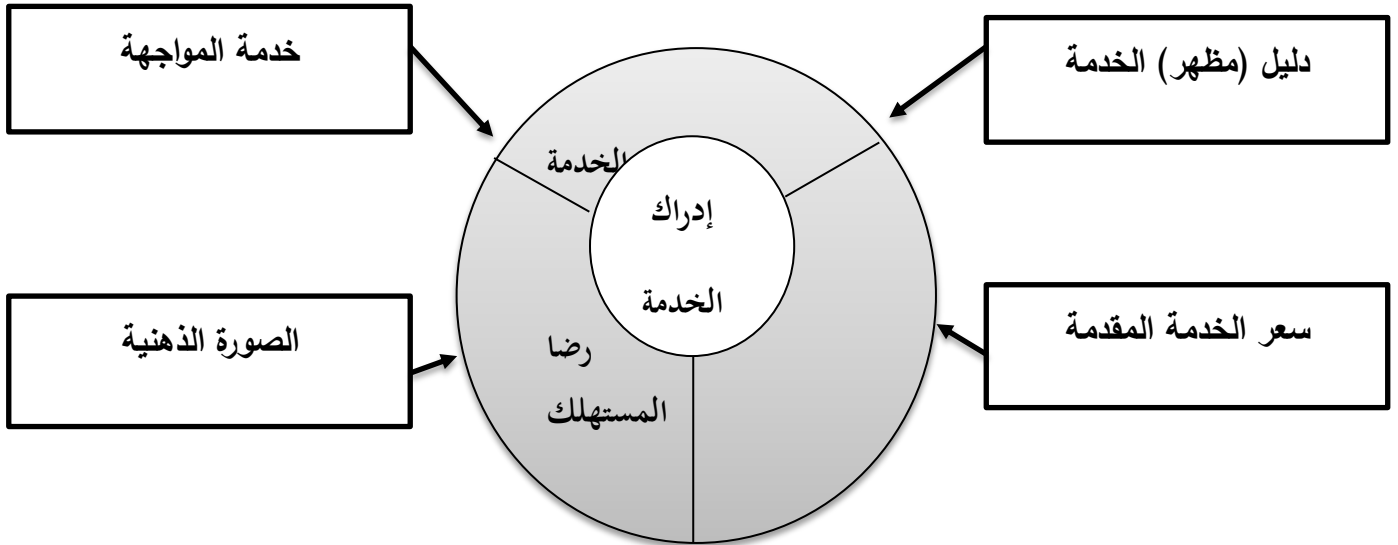 دليل (مظهر) الخدمة
خدمة المواجهة
الخدمة
إدراك
الخدمة
سعر الخدمة المقدمة
الصورة الذهنية
رضا
المستهلك